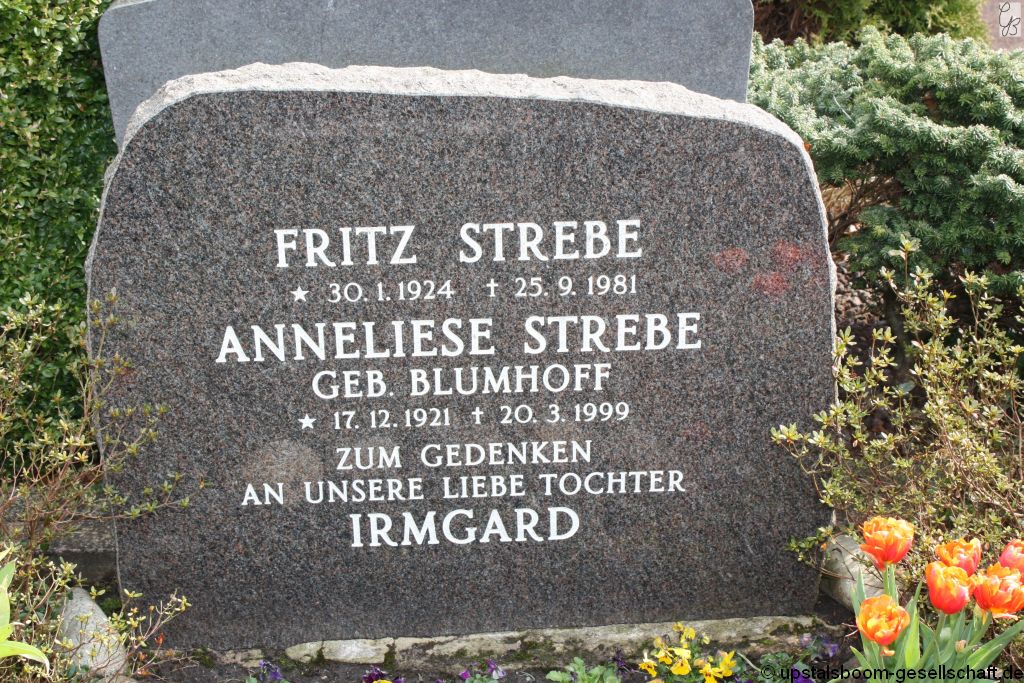 FRITZ STREBE
★ 30. 1. 1924 † 25. 9. 1981
ANNELIESE STREBE
GEB. BLUMHOFF
★ 17. 12. 1921 † 20. 3. 1999
ZUM GEDENKEN
AN UNSERE LIEBE TOCHTER
IRMGARD
© upstalsboom-gesellschaft.de